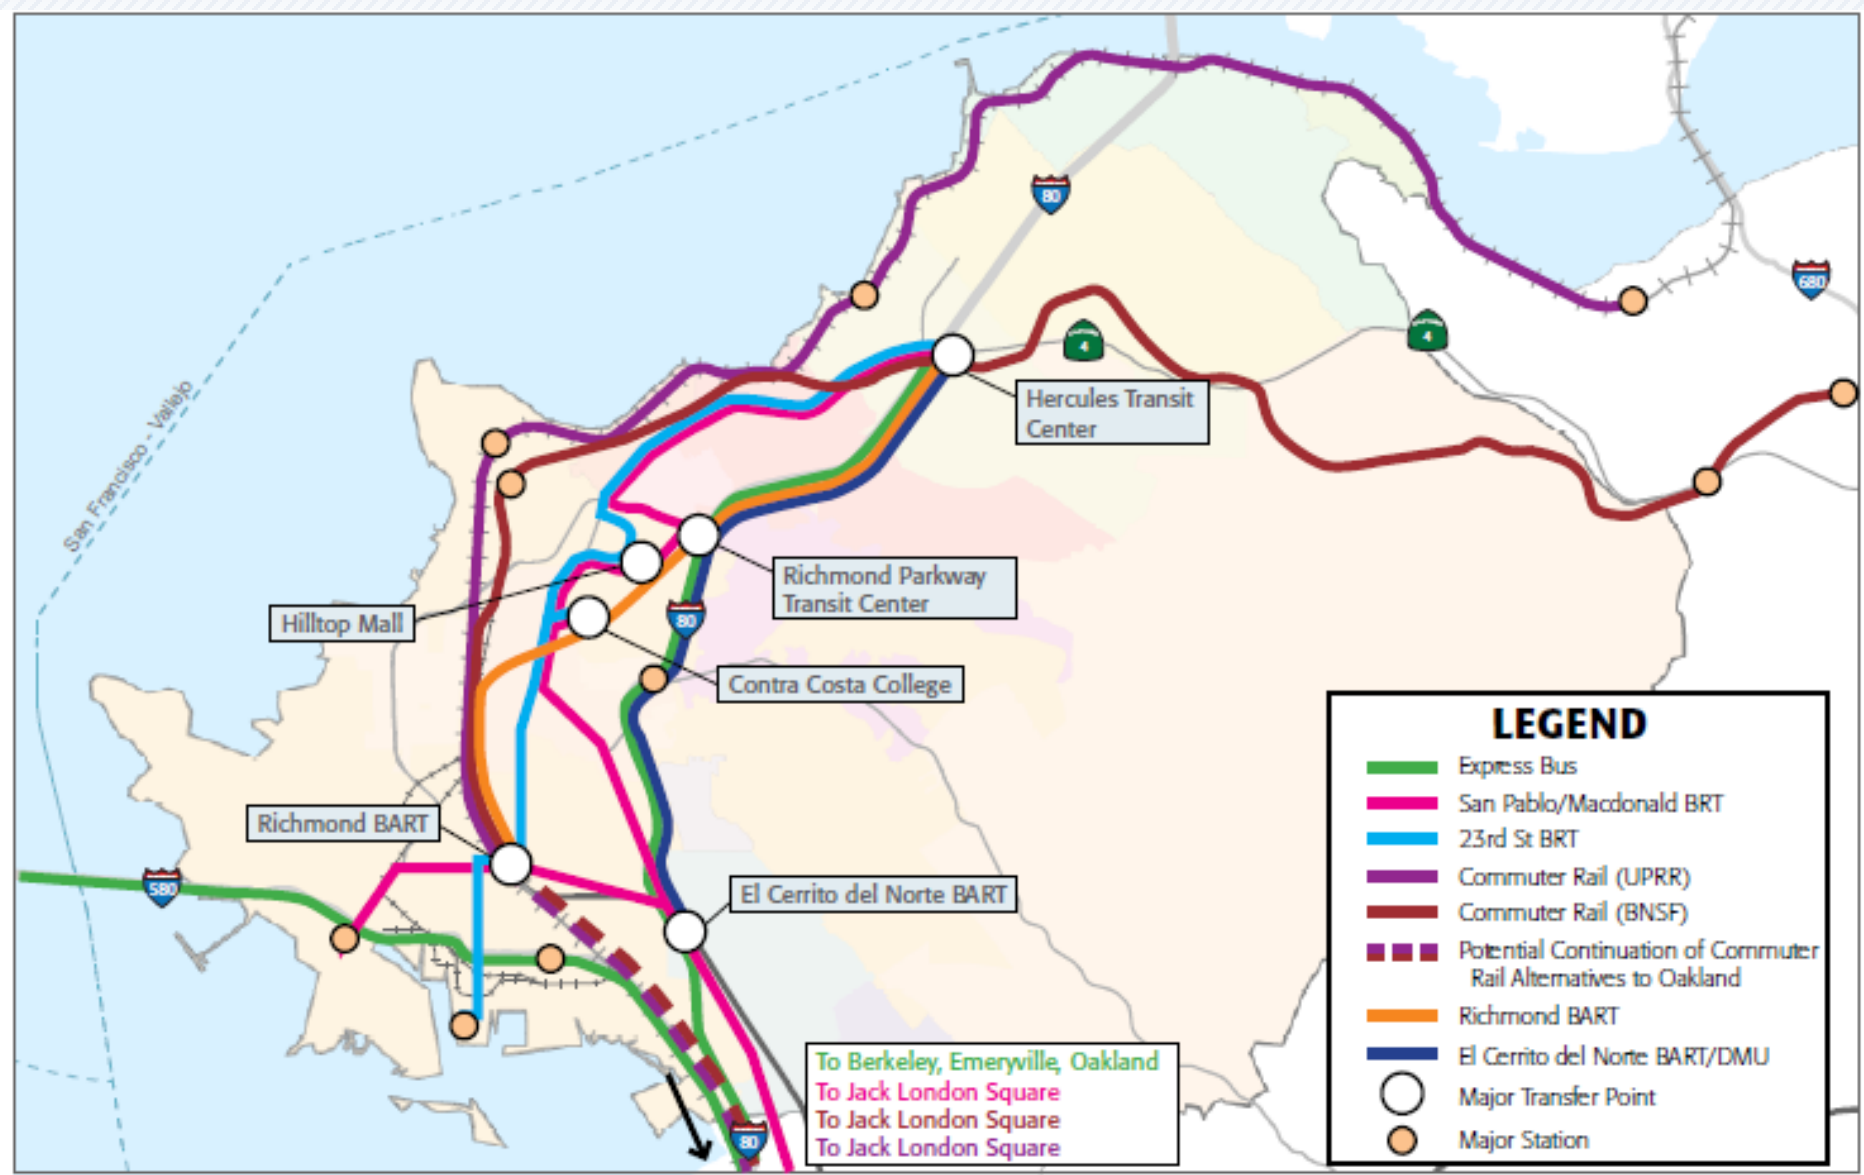 San Francisco - Vallejo
80
680
4
4
Hercules Transit
Center
Richmond Parkway
Transit Center
Hilltop Mall
80
Contra Costa College
Richmond BART
580
El Cerrito del Norte BART
To Berkeley, Emeryville, Oakland
To Jack London Square
To Jack London Square
To Jack London Square
80
LEGEND
Express Bus
San Pablo/Macdonald BRT
23rd St BRT
Commuter Rail (UPRR)
Commuter Rail (BNSF)
Potential Continuation of Commuter
Rail Alternatives to Oakland
Richmond BART
El Cerrito del Norte BART/DMU
Major Transfer Point
Major Station